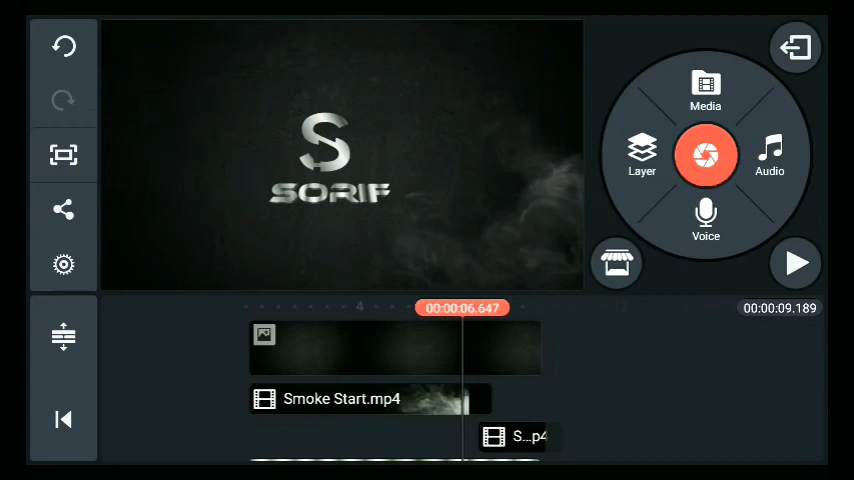 S
SORIF
Media
Layer
Audio
Voice
4
00:00:06.647
00:00:09.189
Smoke Start.mp4
S...p4